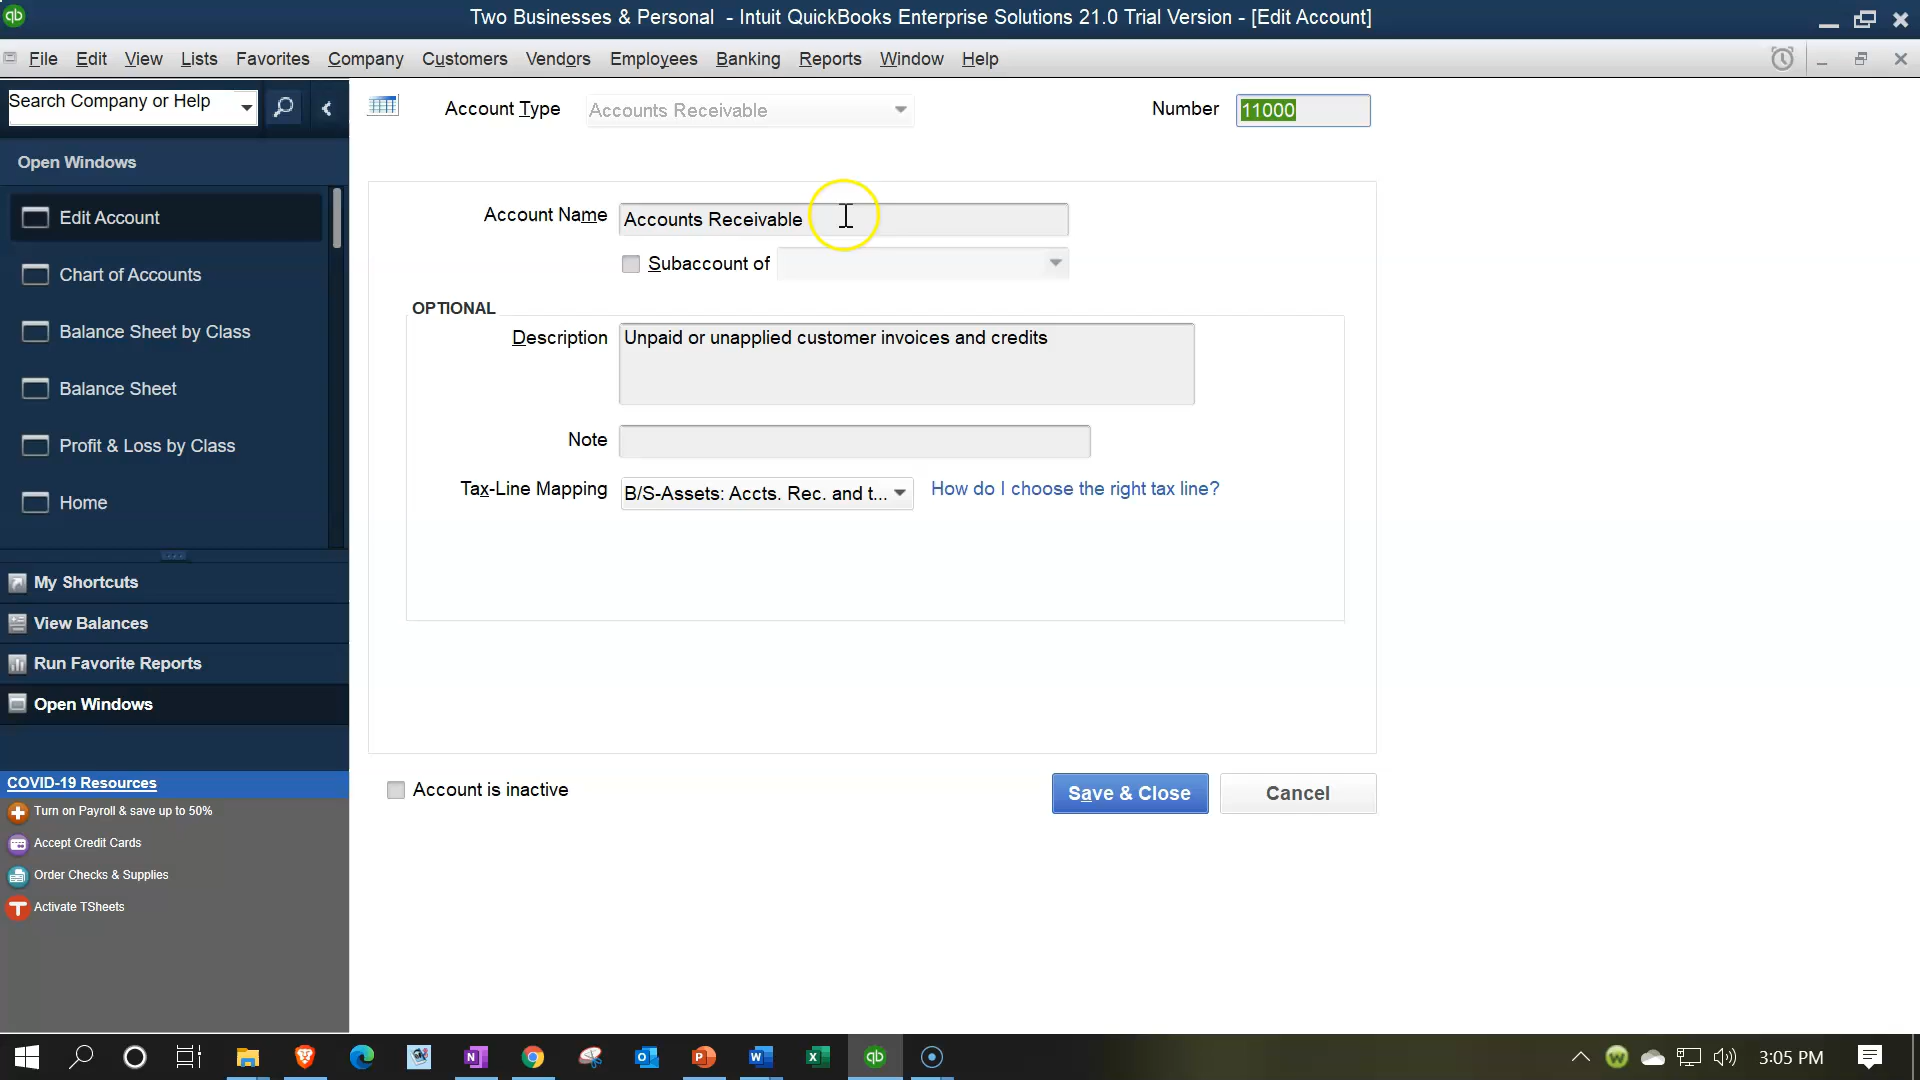 qb
Two Businesses & Personal - Intuit QuickBooks Enterprise Solutions 21.0 Trial Version - [Edit Account]
File Edit View Lists Favorites Company Customers Vendors Employees Banking Reports Window Help
Search Company or Help
Account Type Accounts Receivable Number 11000
Open Windows
Edit Account
Chart of Accounts
Balance Sheet by Class
Balance Sheet
Profit & Loss by Class
Home
Account Name Accounts Receivable
Subaccount of
OPTIONAL
Description Unpaid or unapplied customer invoices and credits
Note
Tax-Line Mapping B/S-Assets: Accts. Rec. and t... How do I choose the right tax line?
My Shortcuts
View Balances
Run Favorite Reports
Open Windows
Account is inactive Save & Close Cancel
COVID-19 Resources
Turn on Payroll & save up to 50%
Accept Credit Cards
Order Checks & Supplies
Activate TSheets
3:05 PM